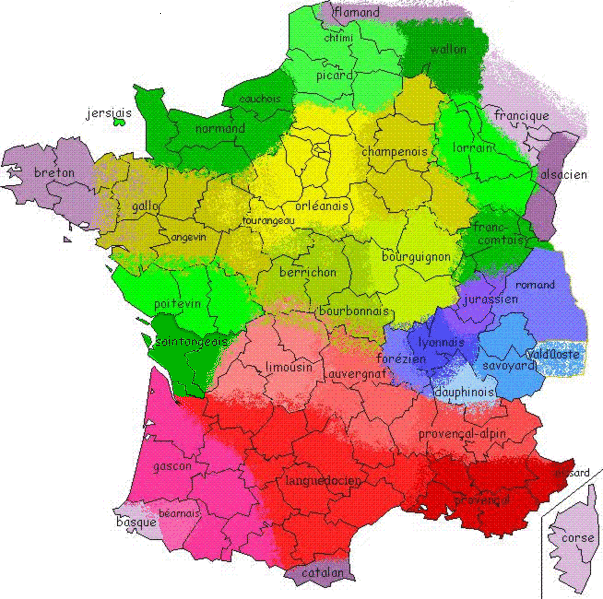 flamand
chtimi
wallon
picard
cauchois
jersiais
francique
normand
lorrain
champenois
breton
alsacien
gallo
orléanais
tourangeau
franc-
comtois
angevin
bourguignon
berrichon
romand
poitevin
jurassien
bourbonnais
saintongeais
lyonnais
forézien
savoyard
limousin
auvergnat
dauphinois
provençal-alpin
gascon
languedocien
provençal
béarnais
basque
corse
catalan